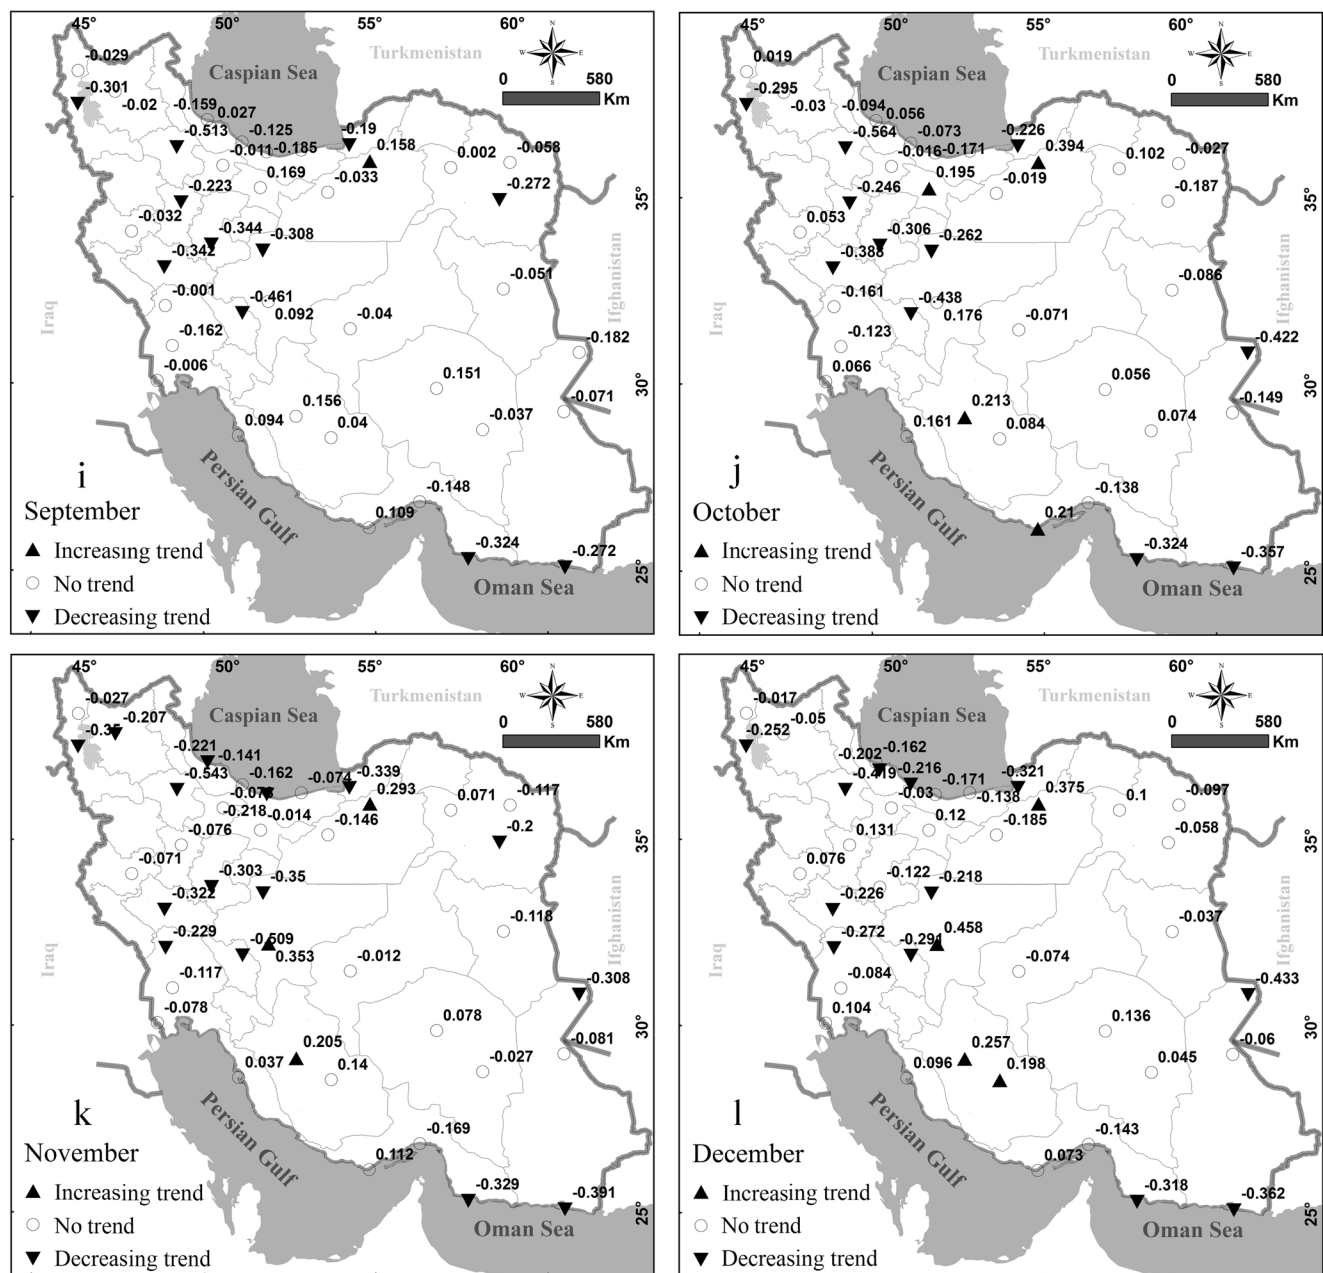 45° 50° 55° 60°
-0.029
Turkmenistan
N
W E
S
Caspian Sea
0 580
Km
-0.301
-0.02
-0.159
0.027
-0.513
-0.125
-0.19
-0.011
-0.185
0.158
0.002
-0.058
0.169
-0.033
-0.223
-0.272
35°
-0.032
-0.344
-0.308
-0.342
Ifghanistan
-0.051
-0.001
-0.461
0.092
-0.04
Iraq
-0.162
-0.182
-0.006
0.151
30°
-0.071
0.156
0.094
0.04
-0.037
Persian Gulf
i
-0.148
September
0.109
Increasing trend
-0.324
-0.272
25°
No trend
Oman Sea
Decreasing trend
45° 50° 55° 60°
0.019
Turkmenistan
N
W E
S
Caspian Sea
0 580
Km
-0.295
-0.03
-0.094
0.056
-0.564
-0.073
-0.226
-0.016
-0.171
0.394
0.102
-0.027
0.195
-0.019
-0.246
-0.187
35°
0.053
-0.306
-0.262
-0.388
Ifghanistan
-0.086
-0.161
-0.438
0.176
-0.071
Iraq
-0.123
-0.422
0.066
0.056
30°
-0.149
0.213
0.161
0.084
0.074
Persian Gulf
j
-0.138
October
0.21
Increasing trend
-0.324
-0.357
25°
No trend
Oman Sea
Decreasing trend
45° 50° 55° 60°
-0.027
Turkmenistan
N
W E
S
-0.207
Caspian Sea
0 580
Km
-0.35
-0.221
-0.141
-0.543
-0.162
-0.074
-0.339
0.293
0.071
-0.117
-0.218
-0.014
-0.146
-0.076
-0.2
35°
-0.071
-0.303
-0.35
-0.322
Ifghanistan
-0.118
-0.229
-0.509
0.353
-0.012
Iraq
-0.117
-0.308
-0.078
0.078
30°
-0.081
0.205
0.037
0.14
-0.027
Persian Gulf
k
-0.169
November
0.112
Increasing trend
-0.329
-0.391
25°
No trend
Oman Sea
Decreasing trend
45° 50° 55° 60°
-0.017
Turkmenistan
N
W E
S
-0.05
Caspian Sea
0 580
Km
-0.252
-0.202
-0.162
-0.419
-0.216
-0.171
-0.321
-0.03
-0.138
0.375
0.1
-0.097
0.131
0.12
-0.185
-0.058
35°
0.076
-0.122
-0.218
-0.226
Ifghanistan
-0.037
-0.272
-0.291
0.458
-0.074
Iraq
-0.084
-0.433
0.104
0.136
30°
-0.06
0.257
0.096
0.198
0.045
Persian Gulf
l
-0.143
December
0.073
Increasing trend
-0.318
-0.362
25°
No trend
Oman Sea
Decreasing trend